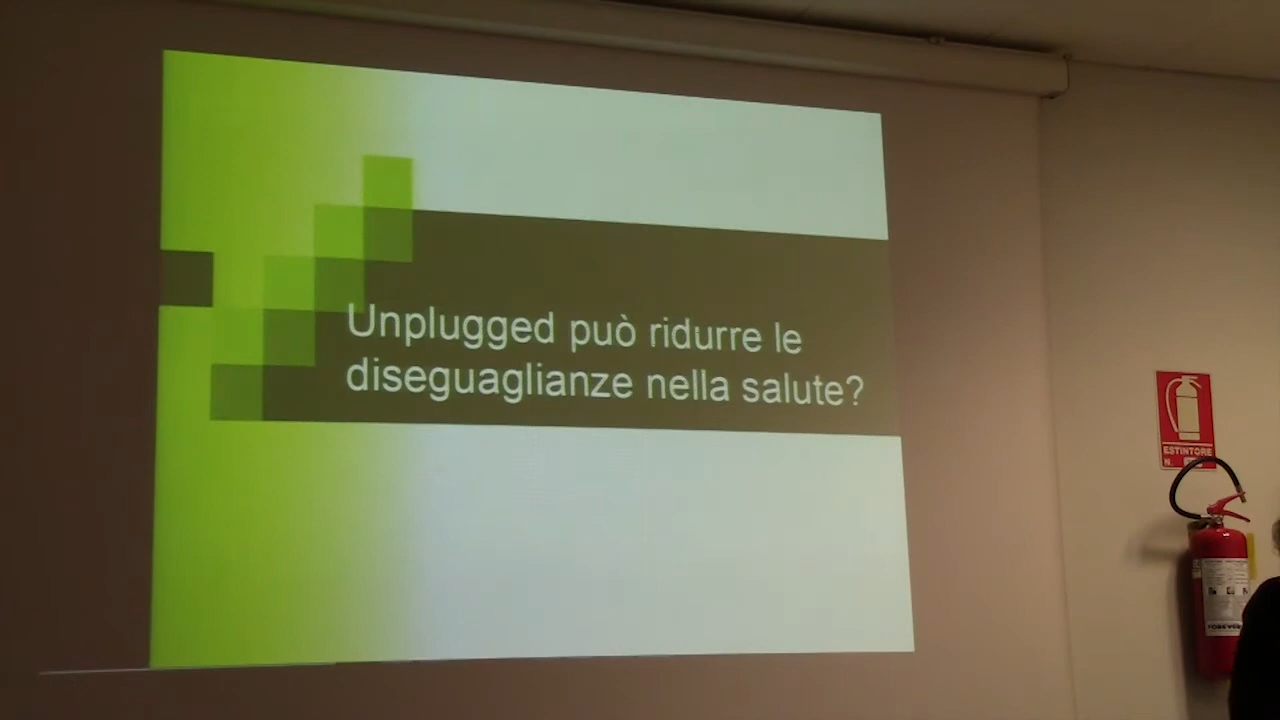 Unplugged può ridurre le
diseguaglianze nella salute?
ESTINTORE
N.